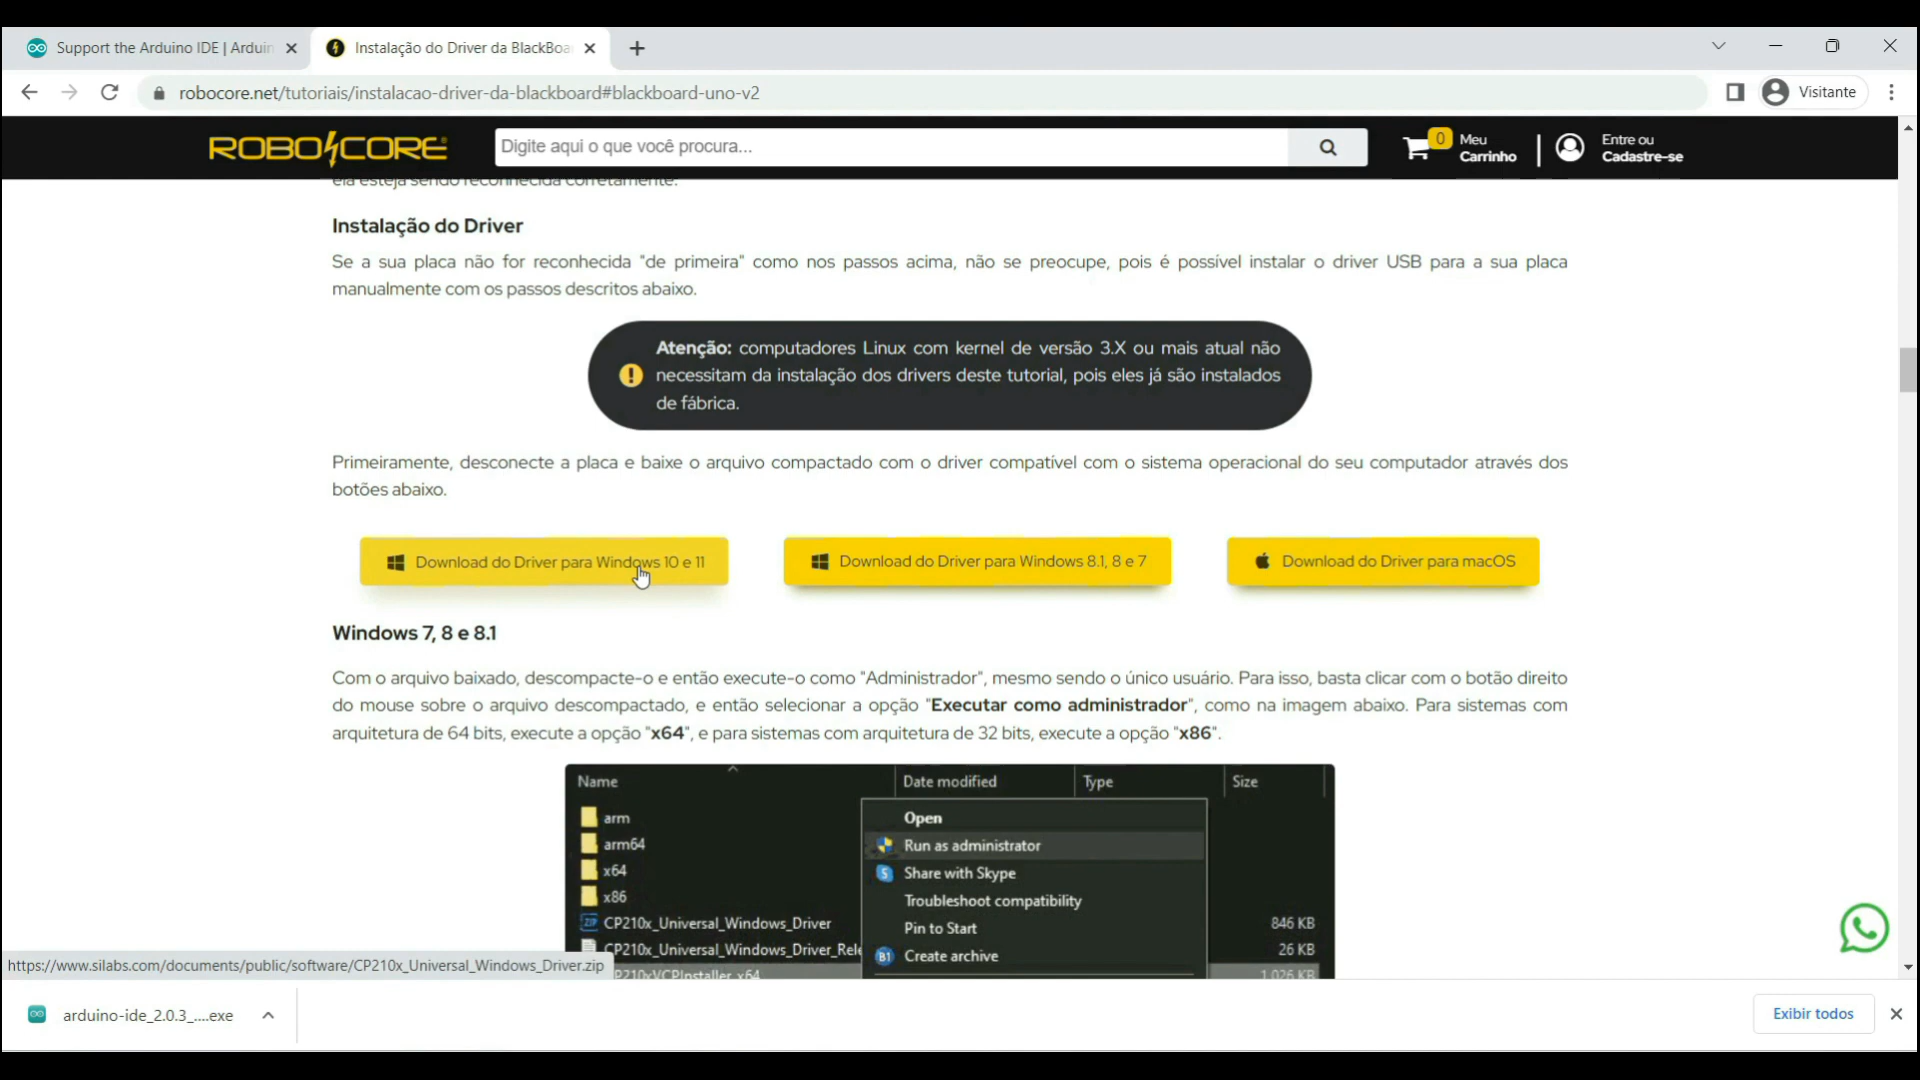 Support the Arduino IDE | Arduin
Instalação do Driver da BlackBoa
robocore.net/tutoriais/instalacao-driver-da-blackboard#blackboard-uno-v2
Visitante
ROBOCORE
Digite aqui o que você procura...
0
Meu
Carrinho
Entre ou
Cadastre-se
ela esteja sendo reconhecida corretamente.
Instalação do Driver
Se a sua placa não for reconhecida "de primeira" como nos passos acima, não se preocupe, pois é possível instalar o driver USB para a sua placa
manualmente com os passos descritos abaixo.
Atenção: computadores Linux com kernel de versão 3.X ou mais atual não
necessitam da instalação dos drivers deste tutorial, pois eles já são instalados
de fábrica.
Primeiramente, desconecte a placa e baixe o arquivo compactado com o driver compatível com o sistema operacional do seu computador através dos
botões abaixo.
Download do Driver para Windows 10 e 11
Download do Driver para Windows 8.1, 8 e 7
Download do Driver para macOS
Windows 7, 8 e 8.1
Com o arquivo baixado, descompacte-o e então execute-o como "Administrador", mesmo sendo o único usuário. Para isso, basta clicar com o botão direito
do mouse sobre o arquivo descompactado, e então selecionar a opção "Executar como administrador", como na imagem abaixo. Para sistemas com
arquitetura de 64 bits, execute a opção "x64", e para sistemas com arquitetura de 32 bits, execute a opção "x86".
Name Date modified Type Size
arm
arm64
x64
x86
CP210x_Universal_Windows_Driver 846 KB
CP210x_Universal_Windows_Driver_Rele 26 KB
P210xVCPInstaller_x64 1.026 KB
Open
Run as administrator
Share with Skype
Troubleshoot compatibility
Pin to Start
Create archive
https://www.silabs.com/documents/public/software/CP210x_Universal_Windows_Driver.zip
arduino-ide_2.0.3_....exe
Exibir todos